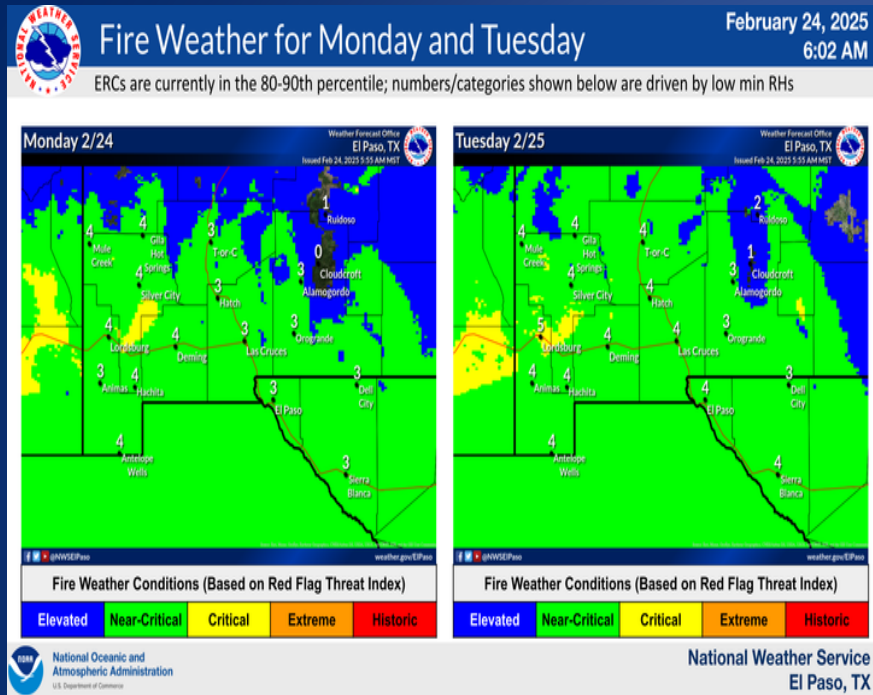 February 24, 2025
6:02 AM
Fire Weather for Monday and Tuesday
NATIONAL WEATHER SERVICE
ERCs are currently in the 80-90th percentile; numbers/categories shown below are driven by low min RHs
Monday 2/24
Weather Forecast Office
El Paso, TX
Issued Feb 24, 2025 5:55 AM MST
1
Ruidoso
4
Mule
Creek
4
Gila
Hot
Springs
3
T-or-C
0
Cloudcroft
4
Silver City
3
Hatch
3
Alamogordo
4
Lordsburg
4
Deming
3
Las Cruces
3
Orogrande
3
Animas
4
Hachita
3
El Paso
3
Dell
City
4
Antelope
Wells
3
Sierra
Blanca
@NWSElPaso
weather.gov/ElPaso
Fire Weather Conditions (Based on Red Flag Threat Index)
Elevated
Near-Critical
Critical
Extreme
Historic
Tuesday 2/25
Weather Forecast Office
El Paso, TX
Issued Feb 24, 2025 5:55 AM MST
2
Ruidoso
4
Mule
Creek
4
Gila
Hot
Springs
4
T-or-C
1
Cloudcroft
4
Silver City
4
Hatch
3
Alamogordo
5
Lordsburg
4
Deming
4
Las Cruces
3
Orogrande
4
Animas
4
Hachita
4
El Paso
3
Dell
City
4
Antelope
Wells
4
Sierra
Blanca
@NWSElPaso
weather.gov/ElPaso
Fire Weather Conditions (Based on Red Flag Threat Index)
Elevated
Near-Critical
Critical
Extreme
Historic
NOAA
National Oceanic and
Atmospheric Administration
U.S. Department of Commerce
National Weather Service
El Paso, TX